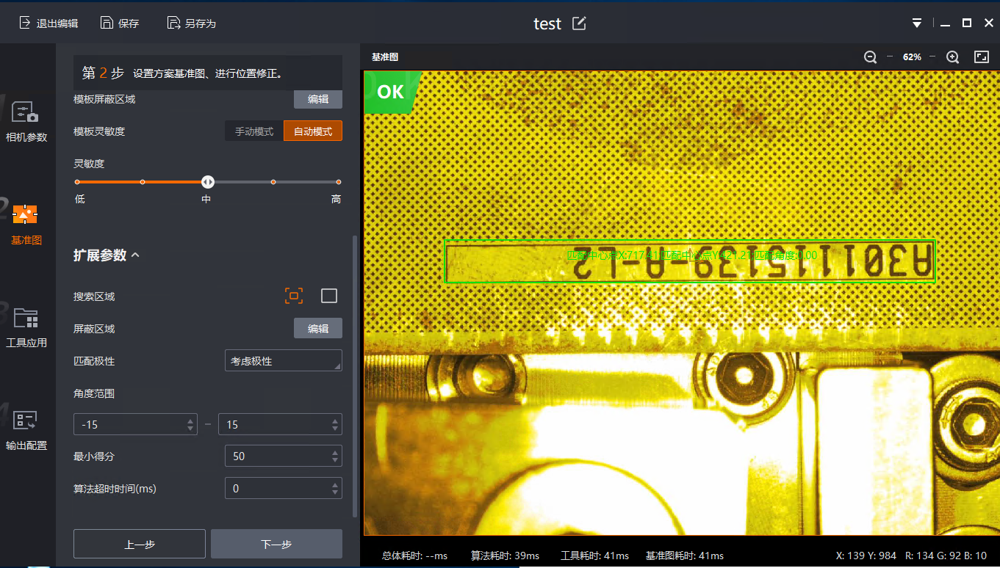 退出编辑 保存 另存为 test
第 2 步 设置方案基准图、进行位置修正。
基准图 62%
模板屏蔽区域 编辑
OK
模板灵敏度 手动模式 自动模式
相机参数
灵敏度
低 中 高
基准图
扩展参数
匹配中心点X:717.41;匹配中心点Y:421.21;匹配角度:0.00
A3011115139-A-L2
搜索区域
屏蔽区域 编辑
工具应用
匹配极性 考虑极性
角度范围
-15 – 15
输出配置
最小得分 50
算法超时时间(ms) 0
上一步 下一步
总体耗时: --ms 算法耗时: 39ms 工具耗时: 41ms 基准图耗时: 41ms X: 139 Y: 984 R: 134 G: 92 B: 10